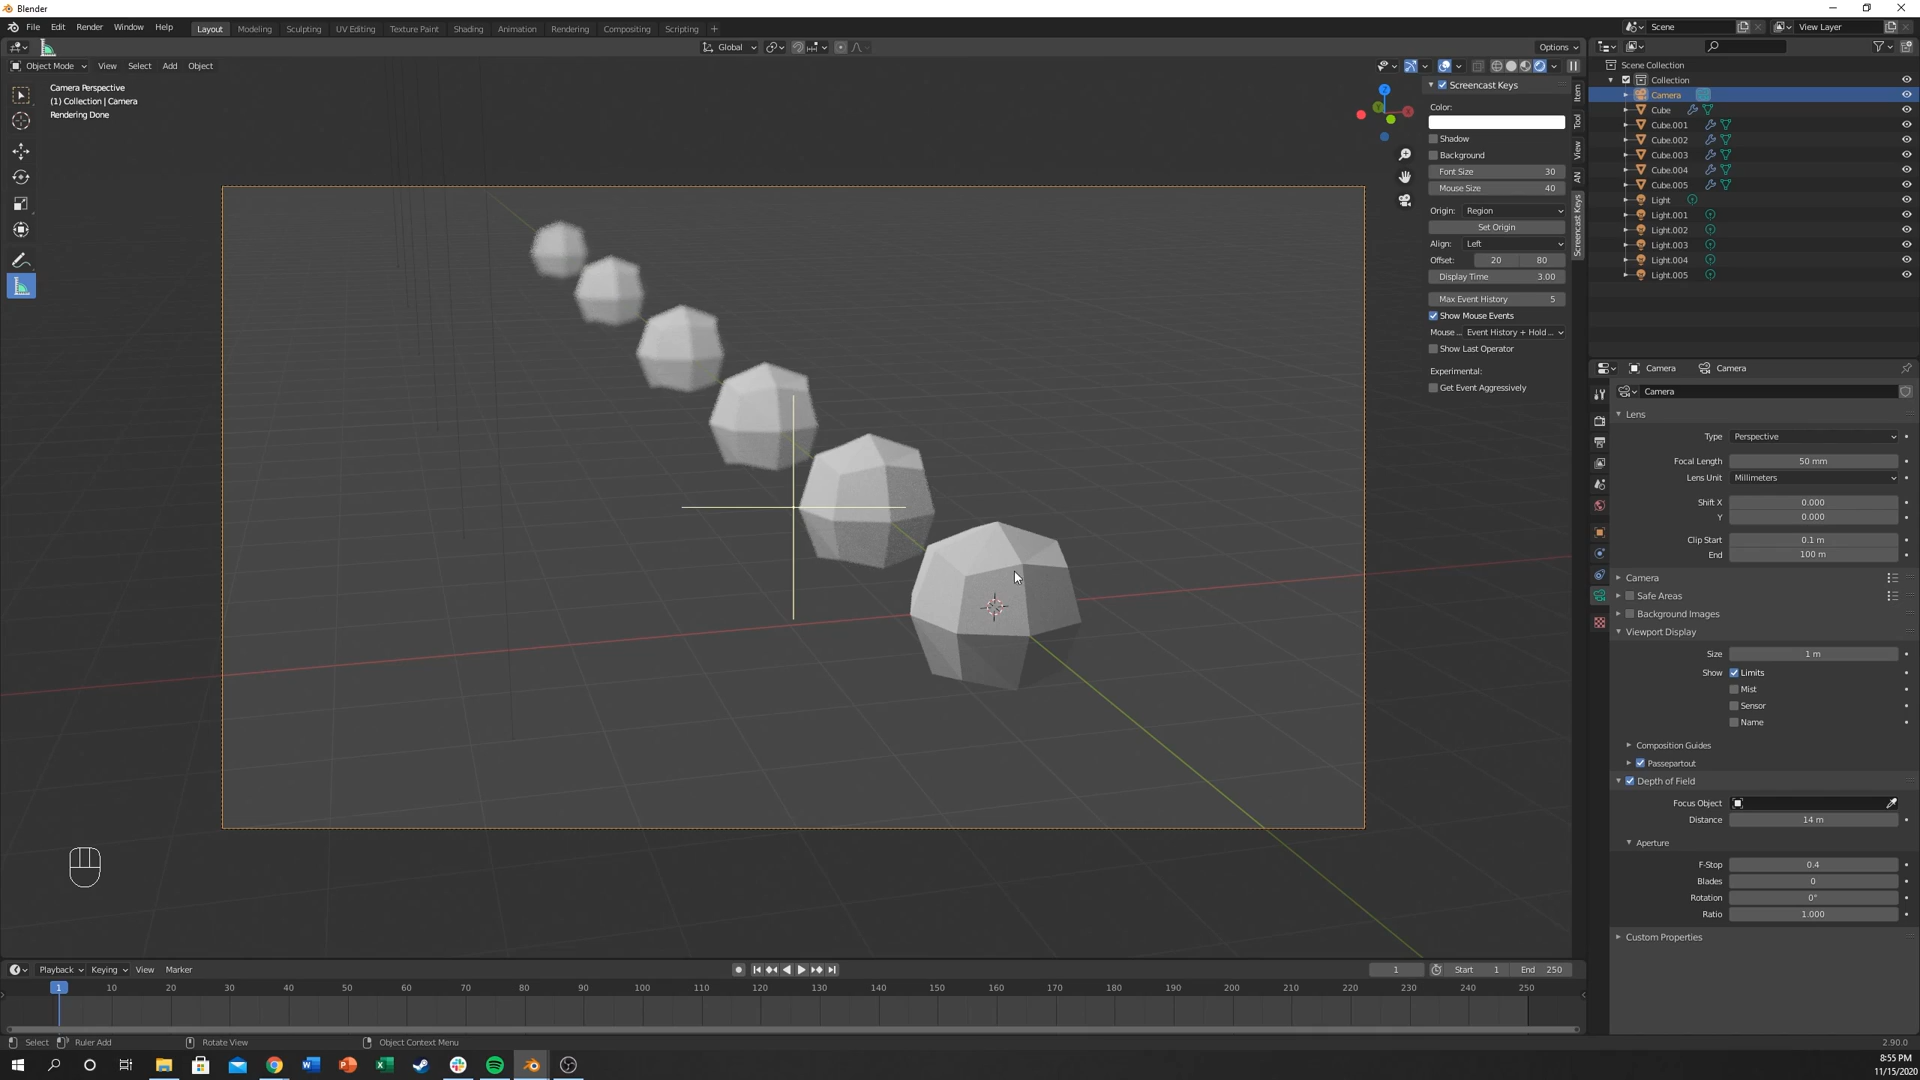 Blender
File Edit Render Window Help
Layout Modeling Sculpting UV Editing Texture Paint Shading Animation Rendering Compositing Scripting +
Scene
View Layer
Global
Options
Object Mode View Select Add Object
Camera Perspective
(1) Collection | Camera
Rendering Done
Screencast Keys
Color:
Shadow
Background
Font Size 30
Mouse Size 40
Origin: Region
Set Origin
Align: Left
Offset: 20 80
Display Time 3.00
Max Event History 5
Show Mouse Events
Mouse ... Event History + Hold ...
Show Last Operator
Experimental:
Get Event Aggressively
Item
Tool
View
AN
Screencast Keys
X
Y
Z
Scene Collection
Collection
Camera
Cube
Cube.001
Cube.002
Cube.003
Cube.004
Cube.005
Light
Light.001
Light.002
Light.003
Light.004
Light.005
Camera Camera
Camera
Lens
Type Perspective
Focal Length 50 mm
Lens Unit Millimeters
Shift X 0.000
Y 0.000
Clip Start 0.1 m
End 100 m
Camera
Safe Areas
Background Images
Viewport Display
Size 1 m
Show Limits
Mist
Sensor
Name
Composition Guides
Passepartout
Depth of Field
Focus Object
Distance 14 m
Aperture
F-Stop 0.4
Blades 0
Rotation 0°
Ratio 1.000
Custom Properties
Playback Keying View Marker
1 Start 1 End 250
1 10 20 30 40 50 60 70 80 90 100 110 120 130 140 150 160 170 180 190 200 210 220 230 240 250
Select Ruler Add Rotate View Object Context Menu
2.90.0
8:55 PM
11/15/2020